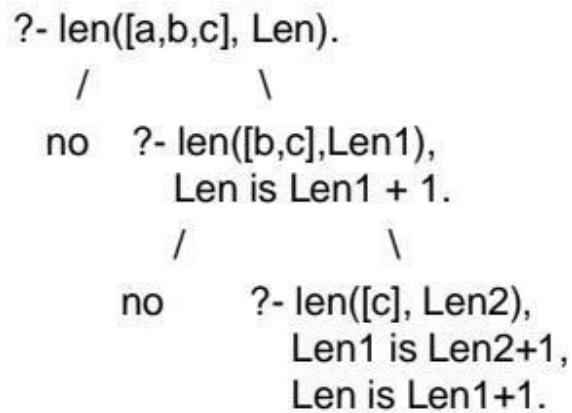 ?- len([a,b,c], Len).
/ \
no ?- len([b,c],Len1),
Len is Len1 + 1.
/ \
no ?- len([c], Len2),
Len1 is Len2+1,
Len is Len1+1.